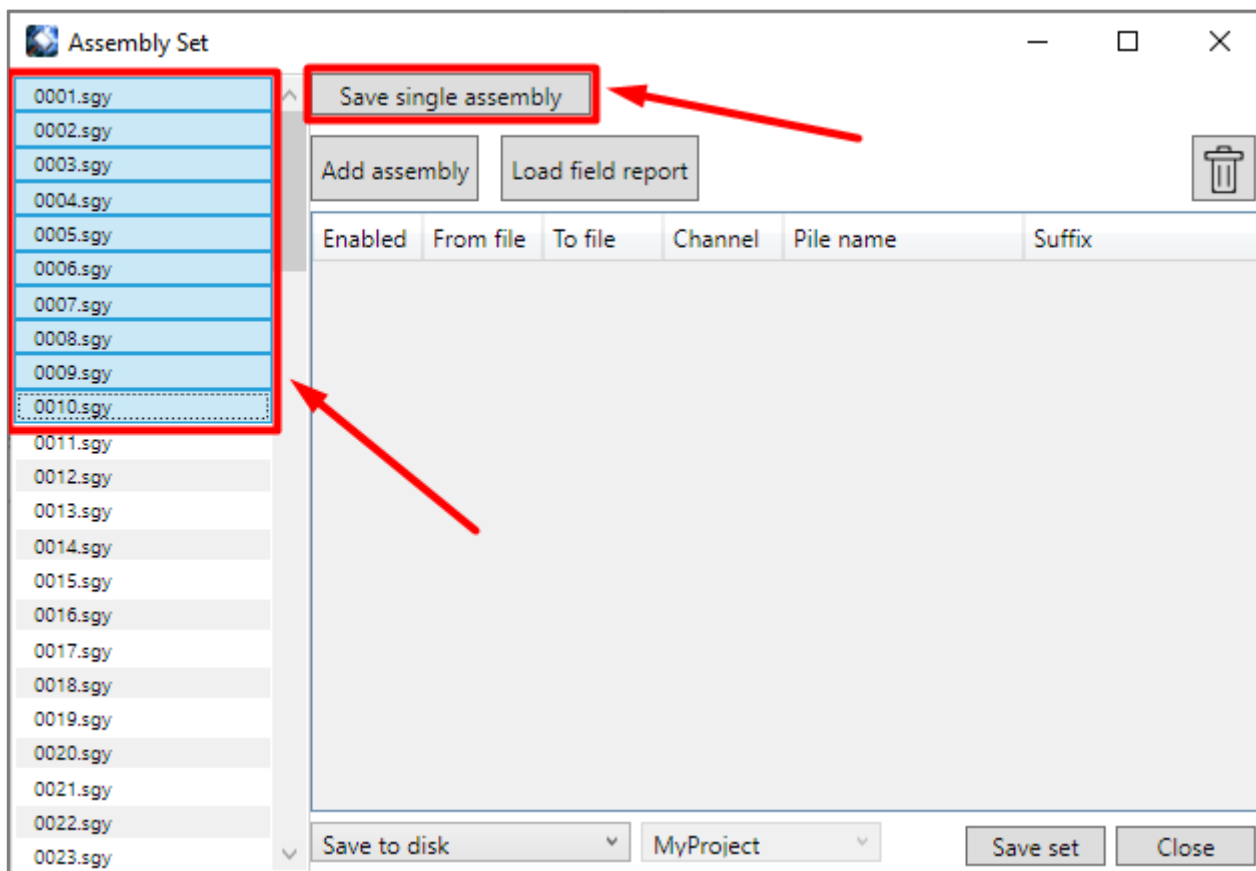 Assembly Set
0001.sgy
0002.sgy
0003.sgy
0004.sgy
0005.sgy
0006.sgy
0007.sgy
0008.sgy
0009.sgy
0010.sgy
0011.sgy
0012.sgy
0013.sgy
0014.sgy
0015.sgy
0016.sgy
0017.sgy
0018.sgy
0019.sgy
0020.sgy
0021.sgy
0022.sgy
0023.sgy
Save single assembly
Add assembly Load field report
Enabled From file To file Channel Pile name Suffix
Save to disk MyProject Save set Close